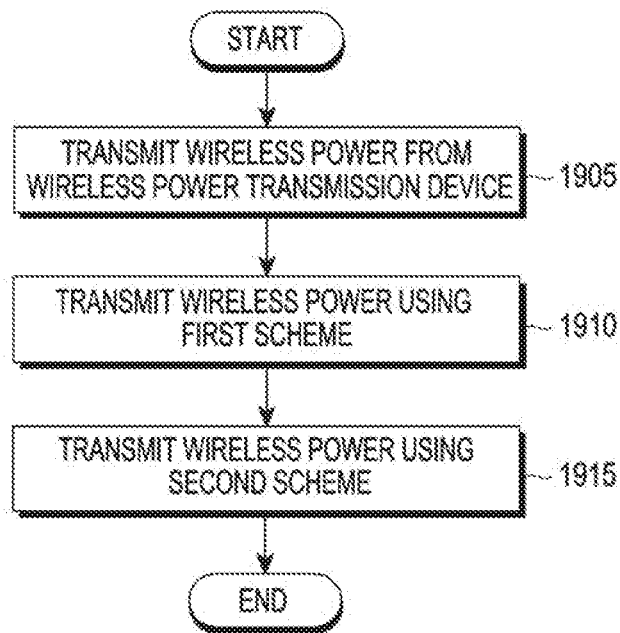 START
TRANSMIT WIRELESS POWER FROM
WIRELESS POWER TRANSMISSION DEVICE
1905
TRANSMIT WIRELESS POWER USING
FIRST SCHEME
1910
TRANSMIT WIRELESS POWER USING
SECOND SCHEME
1915
END